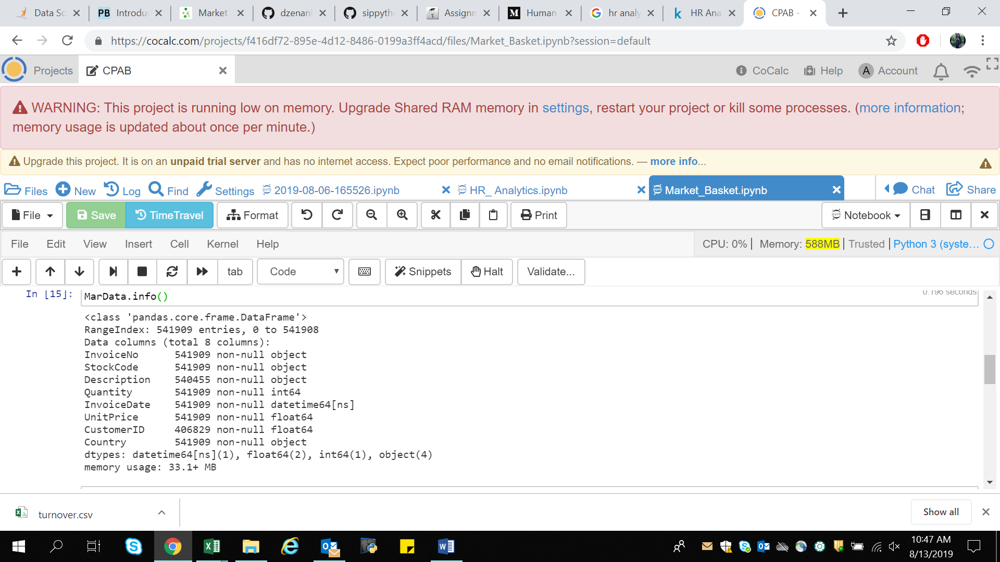 Data Sc
PB Introdu
Market
dzenanl
sippyth
Assignm
M Human
G hr analy
k HR Ana
CPAB -
https://cocalc.com/projects/f416df72-895e-4d12-8486-0199a3ff4acd/files/Market_Basket.ipynb?session=default
Projects CPAB CoCalc Help A Account
WARNING: This project is running low on memory. Upgrade Shared RAM memory in settings, restart your project or kill some processes. (more information;
memory usage is updated about once per minute.)
Upgrade this project. It is on an unpaid trial server and has no internet access. Expect poor performance and no email notifications. — more info...
Files New Log Find Settings 2019-08-06-165526.ipynb HR_ Analytics.ipynb Market_Basket.ipynb Chat Share
File Save TimeTravel Format Print Notebook
File Edit View Insert Cell Kernel Help CPU: 0% | Memory: 588MB | Trusted | Python 3 (syste...
tab Code Snippets Halt Validate...
In [15]: MarData.info() 0.196 seconds
<class 'pandas.core.frame.DataFrame'>
RangeIndex: 541909 entries, 0 to 541908
Data columns (total 8 columns):
InvoiceNo 541909 non-null object
StockCode 541909 non-null object
Description 540455 non-null object
Quantity 541909 non-null int64
InvoiceDate 541909 non-null datetime64[ns]
UnitPrice 541909 non-null float64
CustomerID 406829 non-null float64
Country 541909 non-null object
dtypes: datetime64[ns](1), float64(2), int64(1), object(4)
memory usage: 33.1+ MB
turnover.csv Show all
10:47 AM
8/13/2019